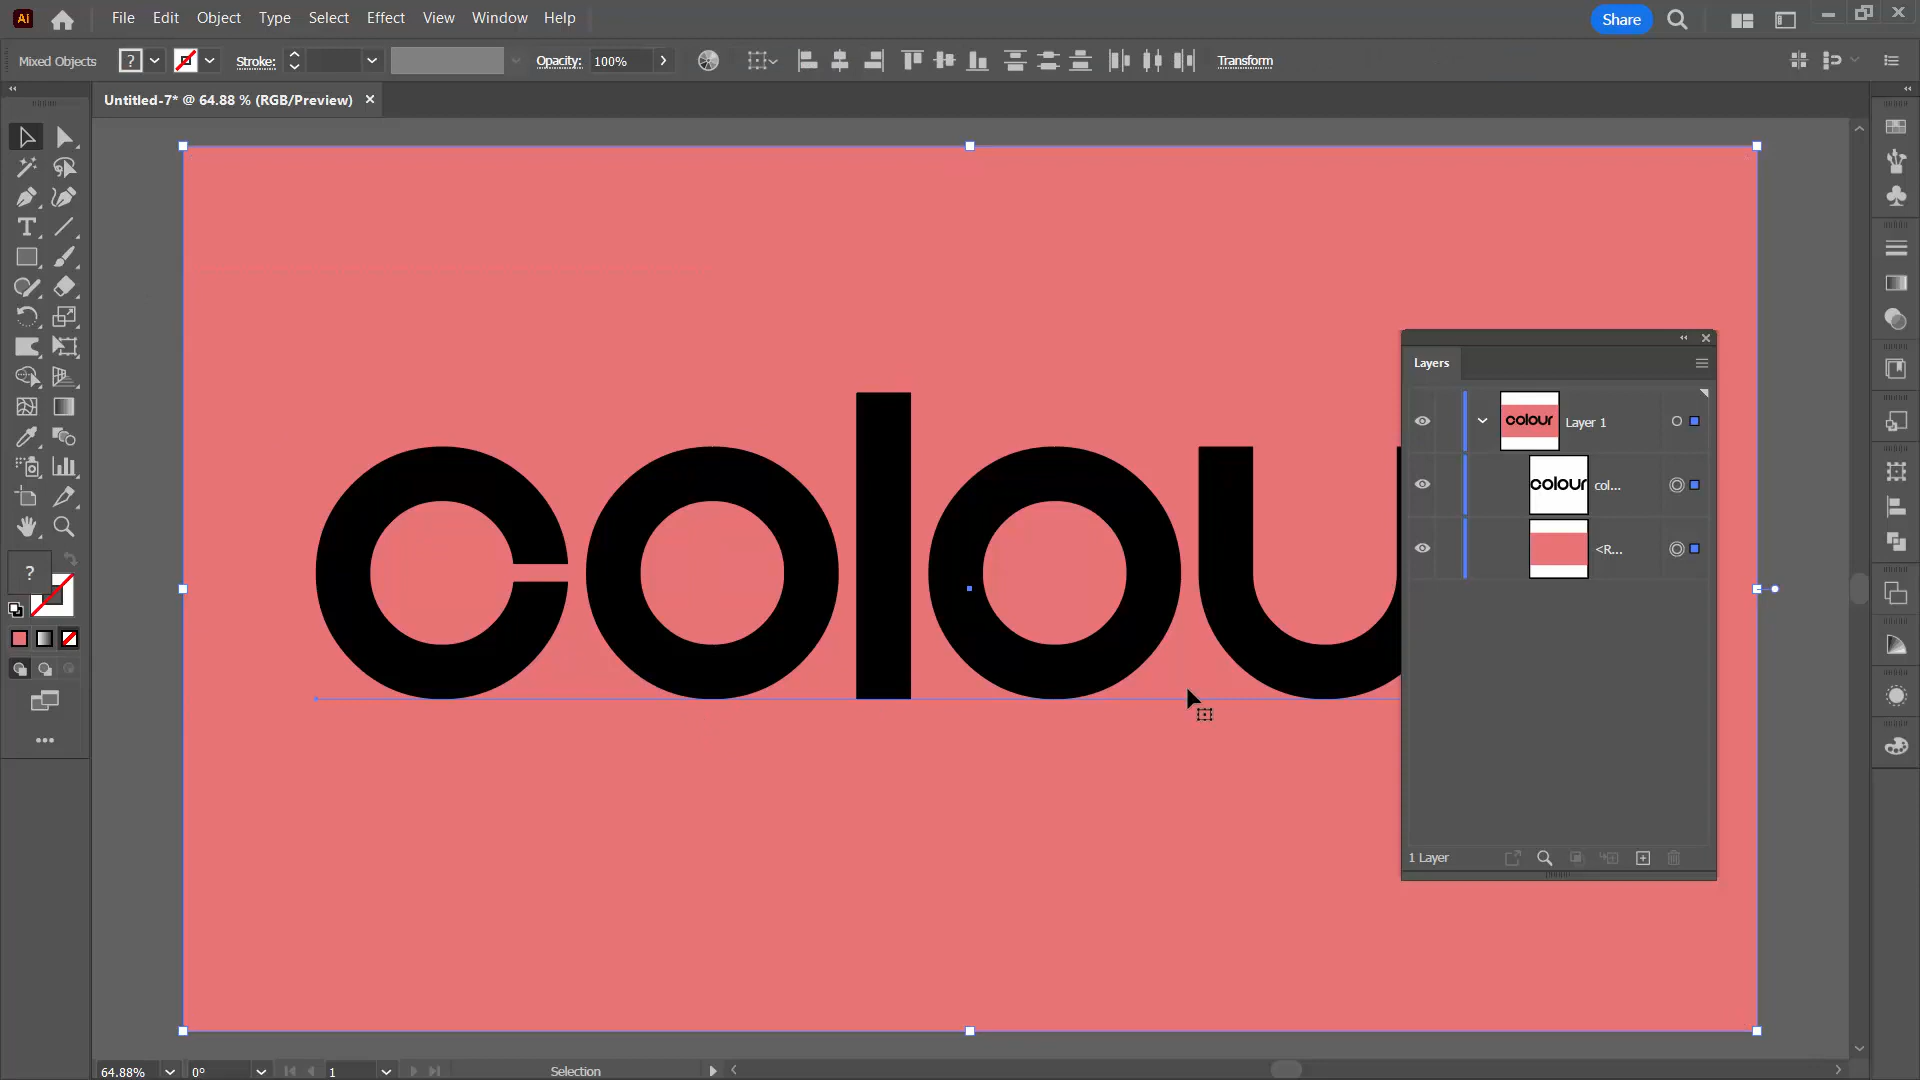 Ai File Edit Object Type Select Effect View Window Help Share
Mixed Objects ? Stroke: Opacity: 100% Transform
Untitled-7* @ 64.88 % (RGB/Preview)
colou
Layers
colour Layer 1
colour col...
<R...
?
1 Layer
64.88% 0° 1 Selection